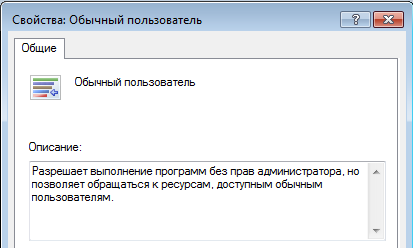 Свойства: Обычный пользователь
Общие
Обычный пользователь
Описание:
Разрешает выполнение программ без прав администратора, но
позволяет обращаться к ресурсам, доступным обычным
пользователям.